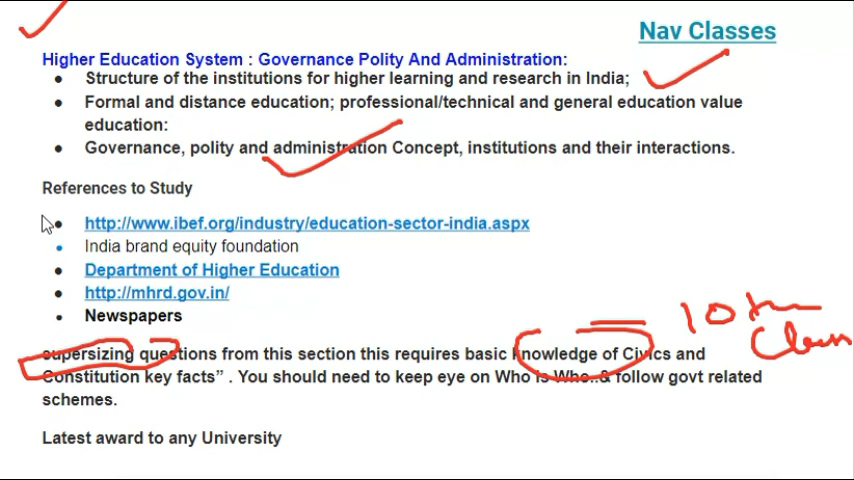 Nav Classes
Higher Education System : Governance Polity And Administration:
Structure of the institutions for higher learning and research in India;
Formal and distance education; professional/technical and general education value
education:
Governance, polity and administration Concept, institutions and their interactions.
References to Study
http://www.ibef.org/industry/education-sector-india.aspx
India brand equity foundation
Department of Higher Education
http://mhrd.gov.in/
Newspapers
10
Class
supersizing questions from this section this requires basic knowledge of Civics and
Constitution key facts” . You should need to keep eye on Who Is Who..& follow govt related
schemes.
Latest award to any University